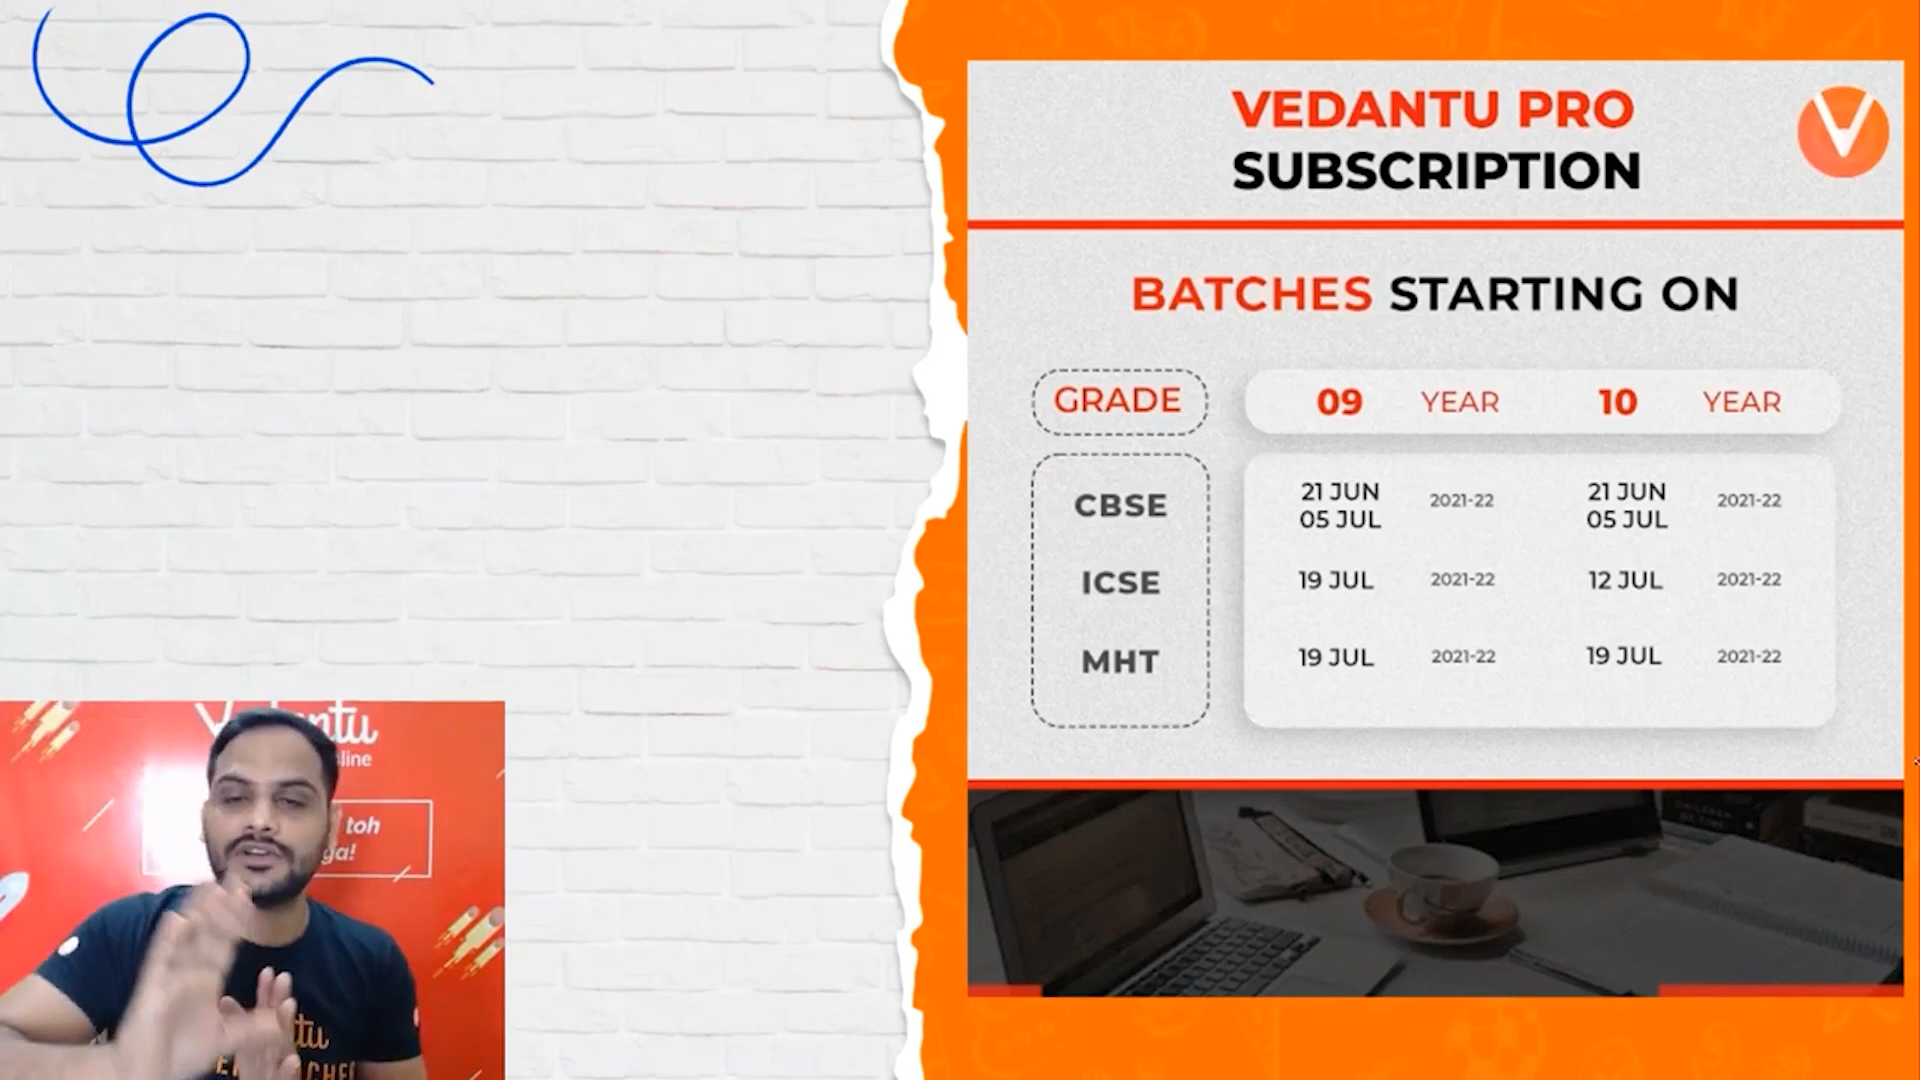 VEDANTU PRO
SUBSCRIPTION
BATCHES STARTING ON
GRADE 09 YEAR 10 YEAR
CBSE 21 JUN 05 JUL 2021-22 21 JUN 05 JUL 2021-22
ICSE 19 JUL 2021-22 12 JUL 2021-22
MHT 19 JUL 2021-22 19 JUL 2021-22
toh